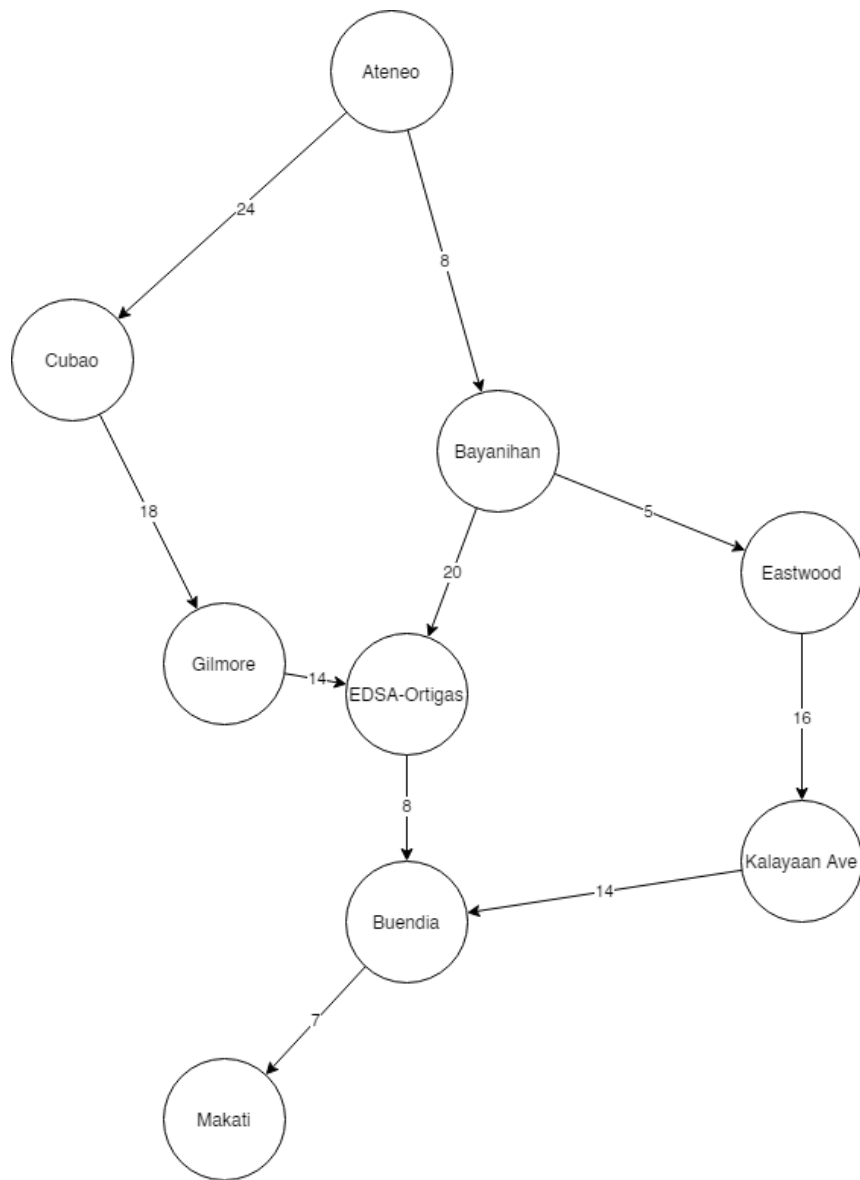 Ateneo
24
8
Cubao
Bayanihan
18
5
20
Eastwood
Gilmore
14
EDSA-Ortigas
16
8
Kalayaan Ave
14
Buendia
7
Makati